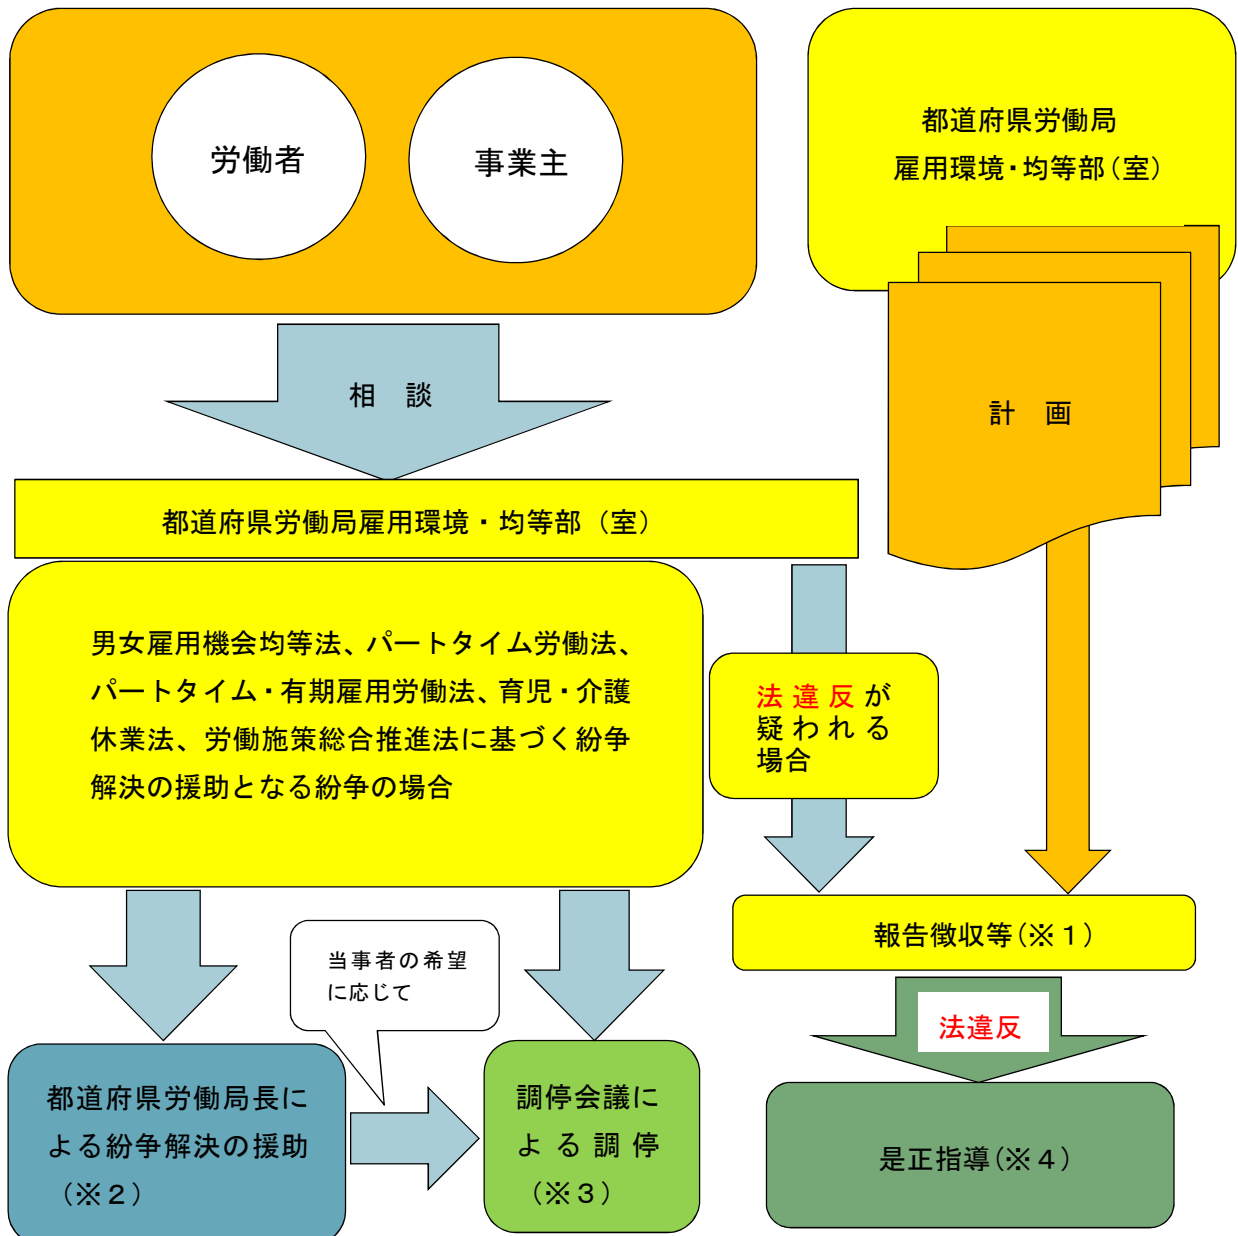 労働者
事業主
都道府県労働局
雇用環境・均等部（室）
相　談
計　画
都道府県労働局雇用環境・均等部（室）
男女雇用機会均等法、パートタイム労働法、
パートタイム・有期雇用労働法、育児・介護
休業法、労働施策総合推進法に基づく紛争
解決の援助となる紛争の場合
法違反が
疑われる
場合
報告徴収等（※１）
当事者の希望
に応じて
法違反
都道府県労働局長に
よる紛争解決の援助
（※２）
調停会議に
よる調停
（※３）
是正指導（※４）